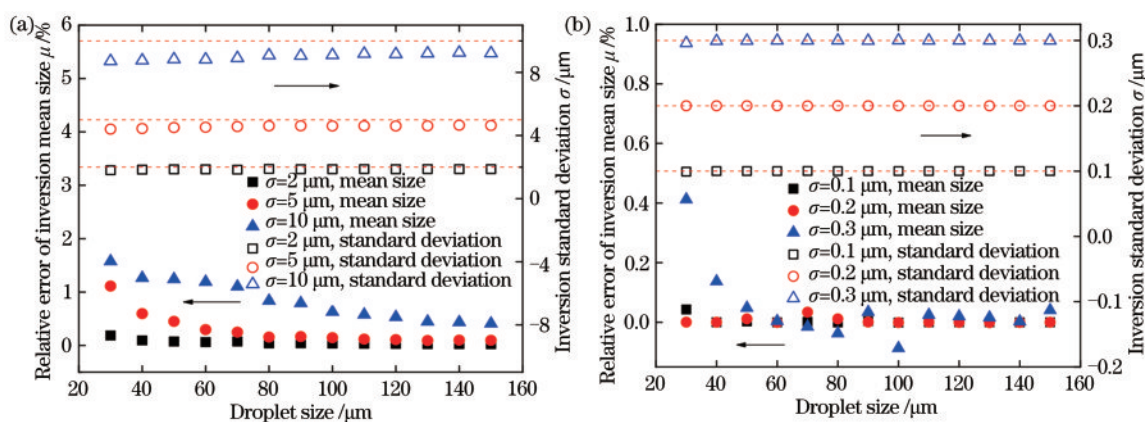 (a)
6
5
4
3
2
1
0
Relative error of inversion mean size μ /%
20 40 60 80 100 120 140 160
Droplet size /μm
8
4
0
−4
−8
Inversion standard deviation σ /μm
σ=2 μm, mean size
σ=5 μm, mean size
σ=10 μm, mean size
σ=2 μm, standard deviation
σ=5 μm, standard deviation
σ=10 μm, standard deviation
(b)
1.0
0.8
0.6
0.4
0.2
0.0
Relative error of inversion mean size μ /%
20 40 60 80 100 120 140 160
Droplet size /μm
0.3
0.2
0.1
0.0
−0.1
−0.2
Inversion standard deviation σ /μm
σ=0.1 μm, mean size
σ=0.2 μm, mean size
σ=0.3 μm, mean size
σ=0.1 μm, standard deviation
σ=0.2 μm, standard deviation
σ=0.3 μm, standard deviation